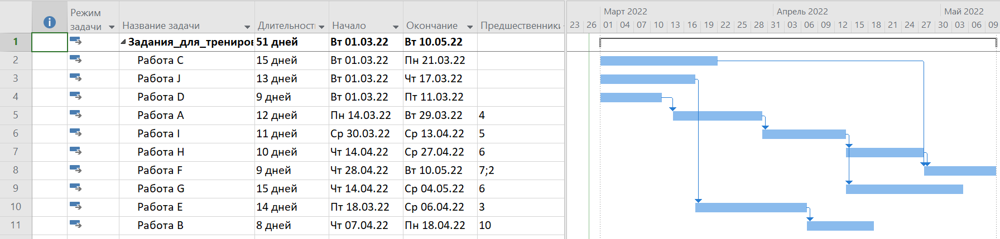 Режим задачи Название задачи Длительност Начало Окончание Предшественники
Март 2022 Апрель 2022 Май 2022
23 26 01 04 07 10 13 16 19 22 25 28 31 03 06 09 12 15 18 21 24 27 30 03 06 09
1 Задания_для_трениров 51 дней Вт 01.03.22 Вт 10.05.22
2 Работа C 15 дней Вт 01.03.22 Пн 21.03.22
3 Работа J 13 дней Вт 01.03.22 Чт 17.03.22
4 Работа D 9 дней Вт 01.03.22 Пт 11.03.22
5 Работа A 12 дней Пн 14.03.22 Вт 29.03.22 4
6 Работа I 11 дней Ср 30.03.22 Ср 13.04.22 5
7 Работа H 10 дней Чт 14.04.22 Ср 27.04.22 6
8 Работа F 9 дней Чт 28.04.22 Вт 10.05.22 7;2
9 Работа G 15 дней Чт 14.04.22 Ср 04.05.22 6
10 Работа E 14 дней Пт 18.03.22 Ср 06.04.22 3
11 Работа B 8 дней Чт 07.04.22 Пн 18.04.22 10